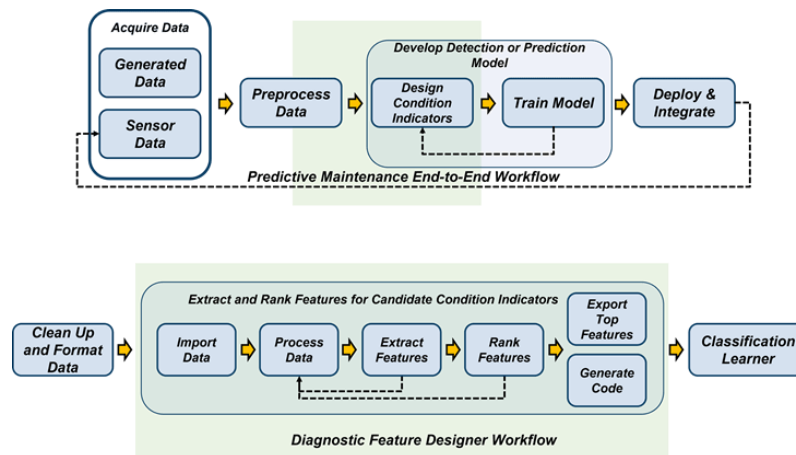 Acquire Data
Generated
Data
Sensor
Data
Preprocess
Data
Develop Detection or Prediction
Model
Design
Condition
Indicators
Train Model
Deploy &
Integrate
Predictive Maintenance End-to-End Workflow
Clean Up
and Format
Data
Extract and Rank Features for Candidate Condition Indicators
Import
Data
Process
Data
Extract
Features
Rank
Features
Export
Top
Features
Generate
Code
Classification
Learner
Diagnostic Feature Designer Workflow